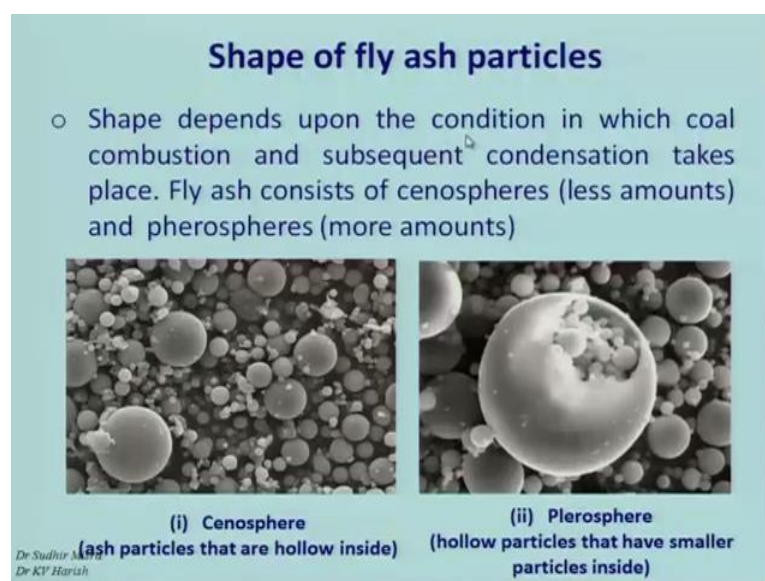 Shape of fly ash particles
o Shape depends upon the condition in which coal
combustion and subsequent condensation takes
place. Fly ash consists of cenospheres (less amounts)
and pherospheres (more amounts)
(i) Cenosphere
(ash particles that are hollow inside)
(ii) Plerosphere
(hollow particles that have smaller
particles inside)
Dr Sudhir
Dr KV Harish